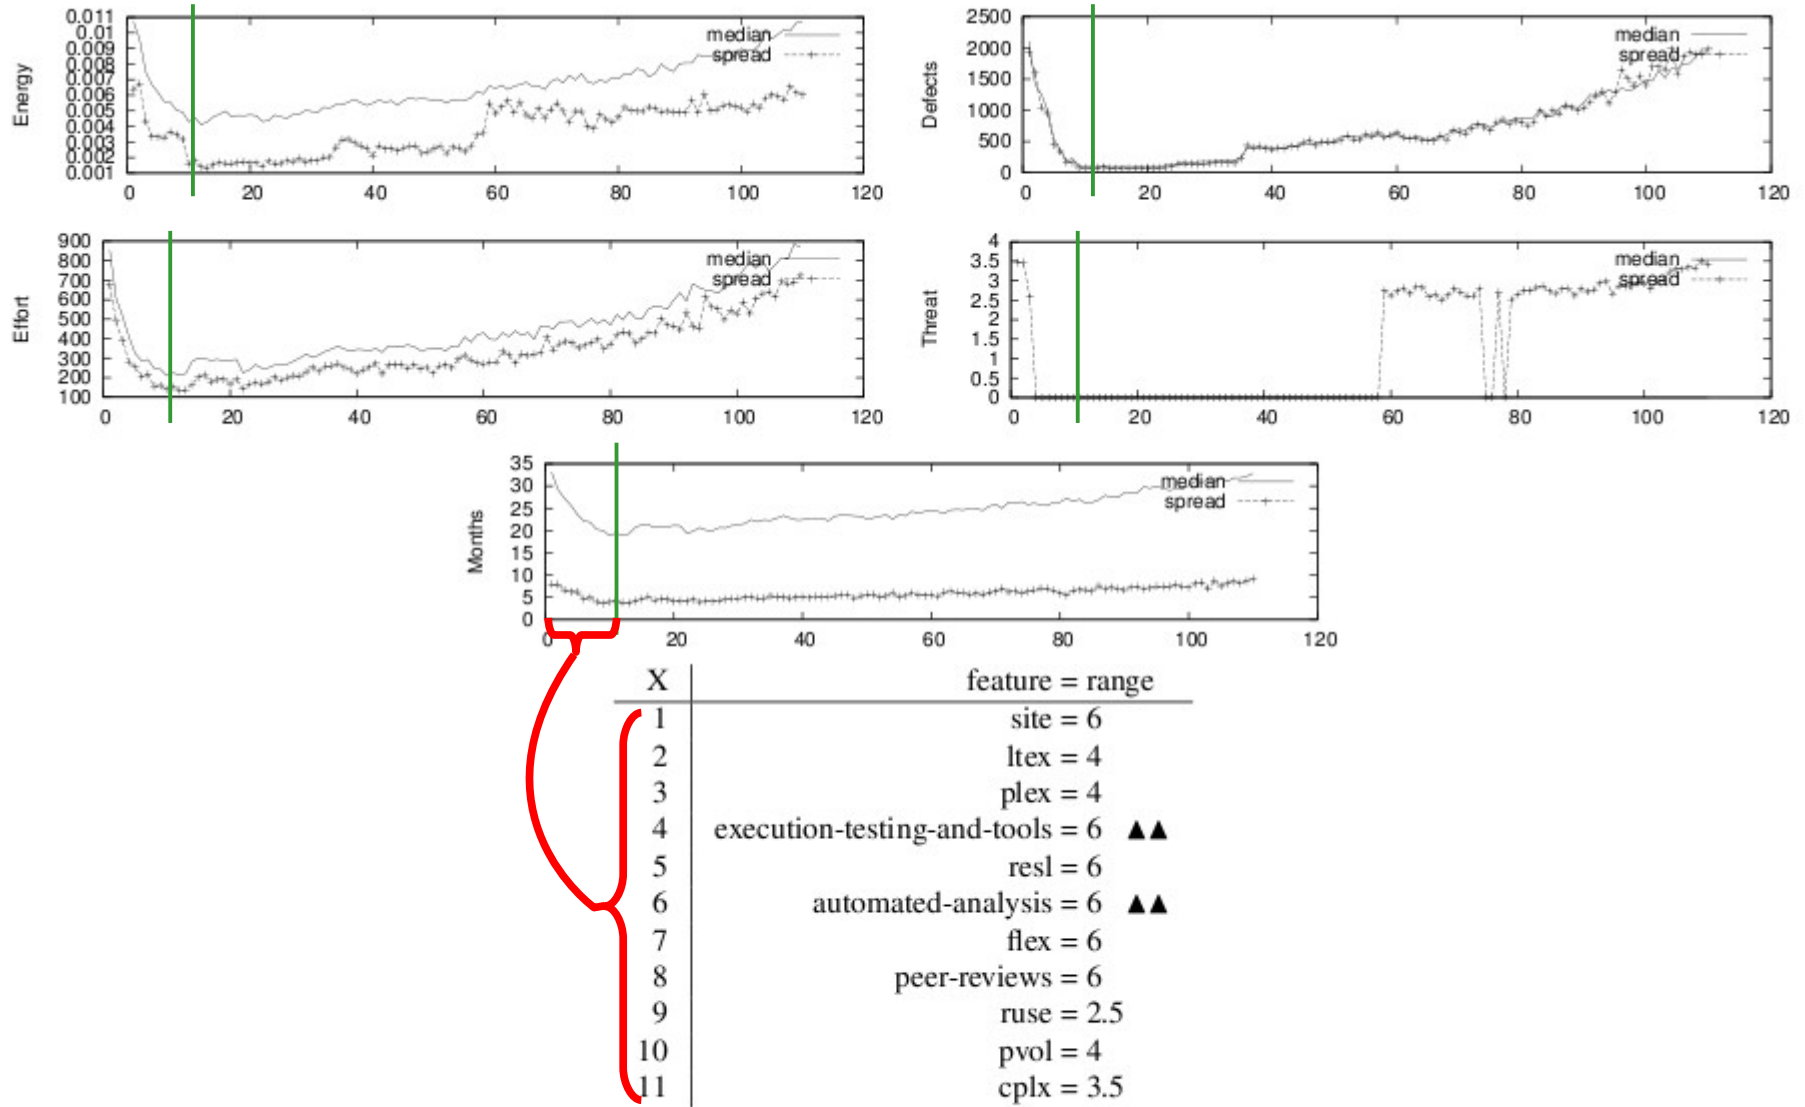 Energy
0.011
0.01
0.009
0.008
0.007
0.006
0.005
0.004
0.003
0.002
0.001
0 20 40 60 80 100 120
median
spread
Defects
2500
2000
1500
1000
500
0
0 20 40 60 80 100 120
median
spread
Effort
900
800
700
600
500
400
300
200
100
0 20 40 60 80 100 120
median
spread
Threat
4
3.5
3
2.5
2
1.5
1
0.5
0
0 20 40 60 80 100 120
median
spread
Months
35
30
25
20
15
10
5
0
0 20 40 60 80 100 120
median
spread
X feature = range
1 site = 6
2 ltex = 4
3 plex = 4
4 execution-testing-and-tools = 6 ▲▲
5 resl = 6
6 automated-analysis = 6 ▲▲
7 flex = 6
8 peer-reviews = 6
9 ruse = 2.5
10 pvol = 4
11 cplx = 3.5